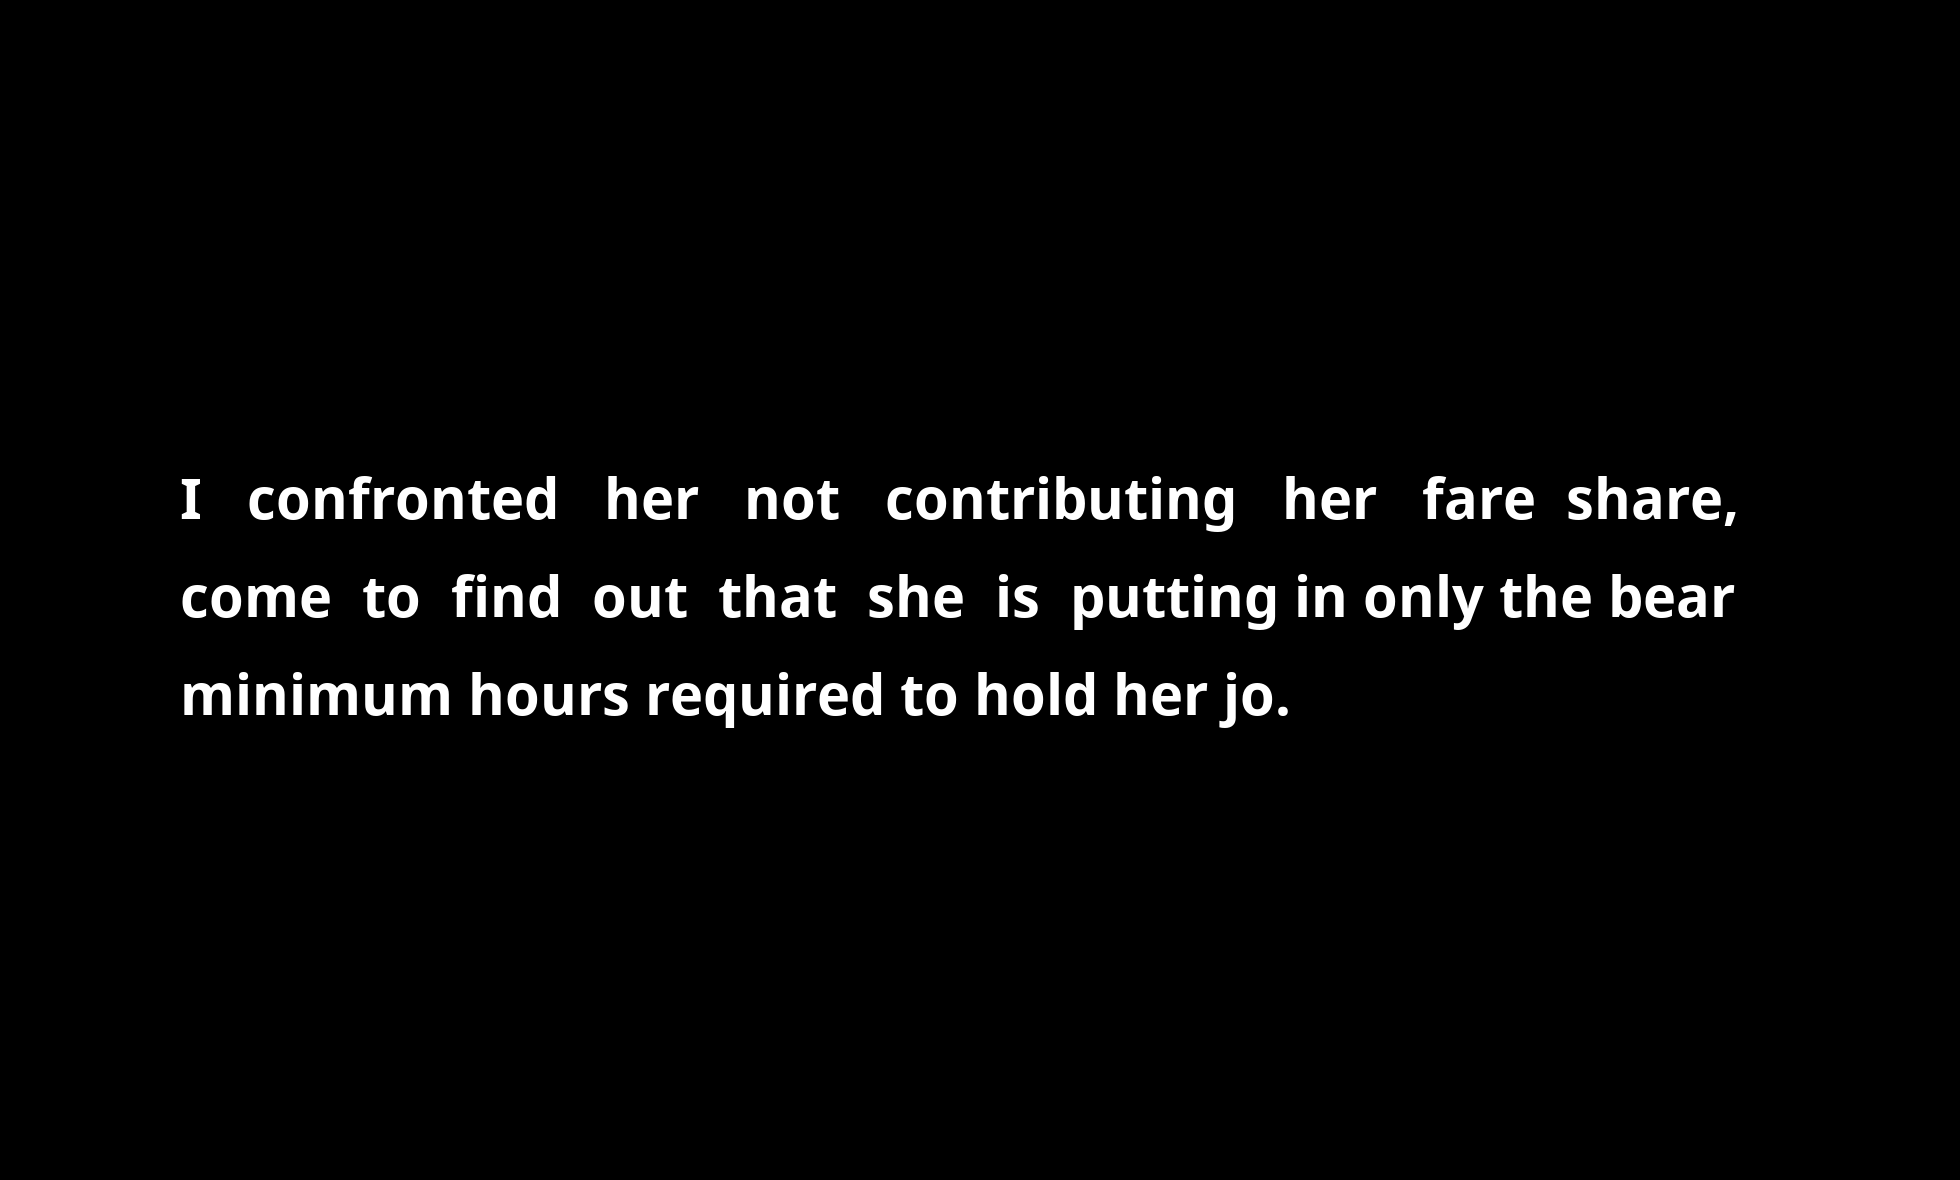 I confronted her not contributing her fare share,
come to find out that she is putting in only the bear
minimum hours required to hold her jo.